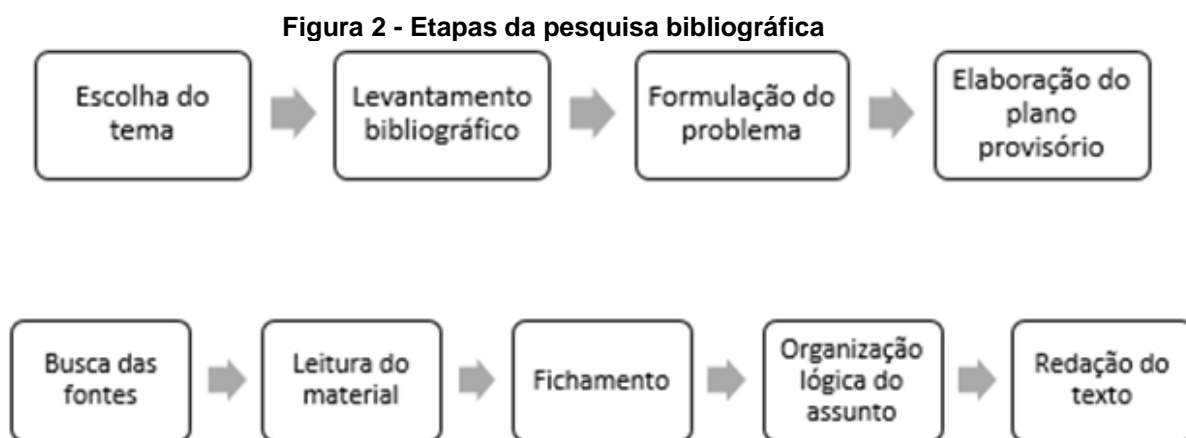 Figura 2 - Etapas da pesquisa bibliográfica
Escolha do
tema
Levantamento
bibliográfico
Formulação do
problema
Elaboração do
plano
provisório
Busca das
fontes
Leitura do
material
Fichamento
Organização
lógica do
assunto
Redação do
texto